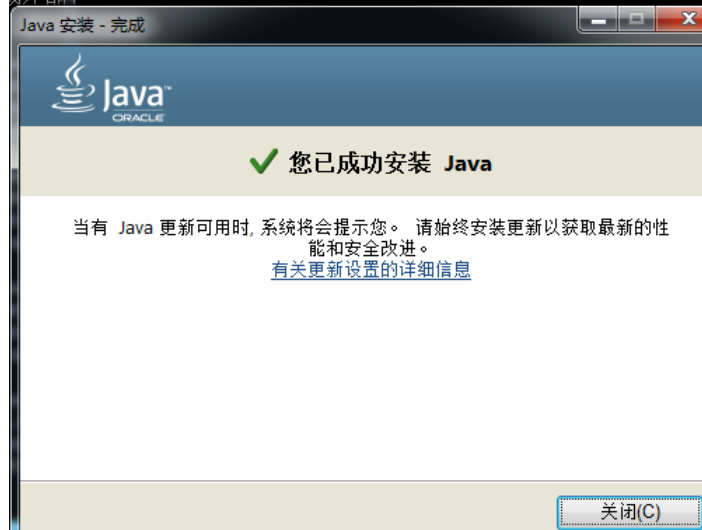 Java 安装 - 完成
Java™
ORACLE
您已成功安装 Java
当有 Java 更新可用时, 系统将会提示您。 请始终安装更新以获取最新的性
能和安全改进。
有关更新设置的详细信息
关闭(C)